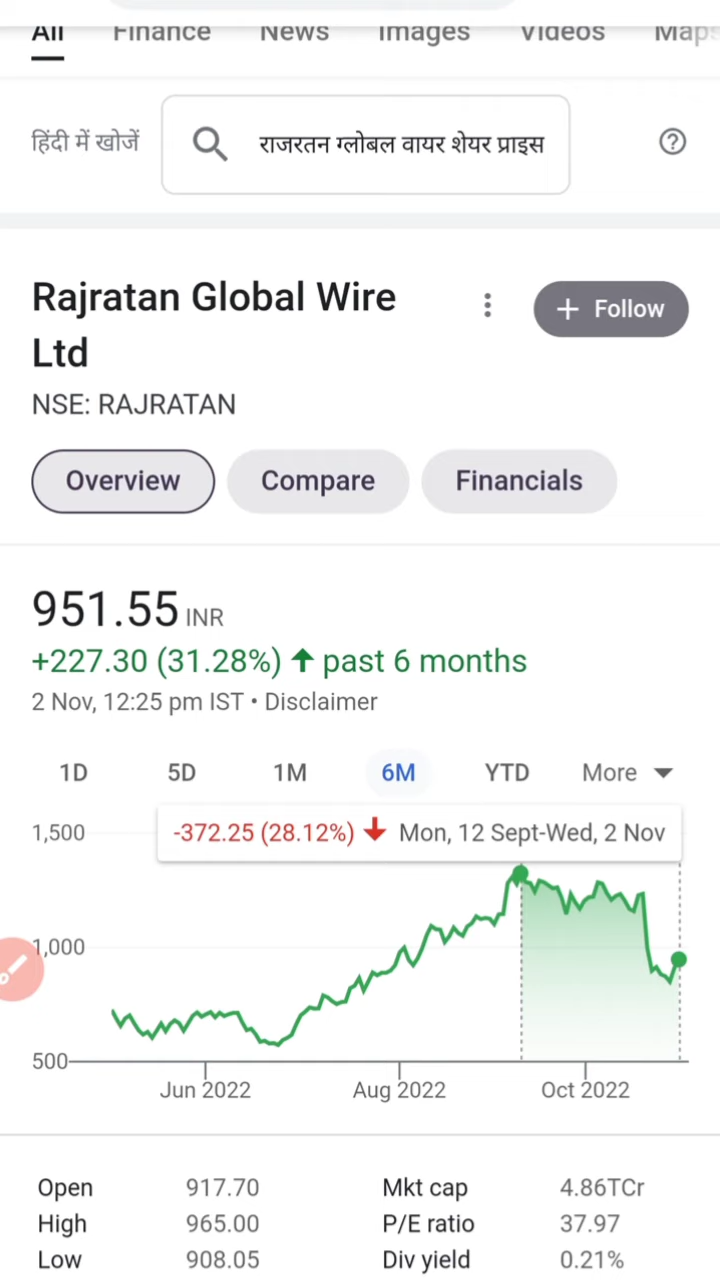 All Finance News Images Videos Maps
हिंदी में खोजें राजरतन ग्लोबल वायर शेयर प्राइस
Rajratan Global Wire
Ltd
+ Follow
NSE: RAJRATAN
Overview Compare Financials
951.55 INR
+227.30 (31.28%) ↑ past 6 months
2 Nov, 12:25 pm IST • Disclaimer
1D 5D 1M 6M YTD More
-372.25 (28.12%) ↓ Mon, 12 Sept-Wed, 2 Nov
1,500
1,000
500
Jun 2022 Aug 2022 Oct 2022
Open 917.70 Mkt cap 4.86TCr
High 965.00 P/E ratio 37.97
Low 908.05 Div yield 0.21%